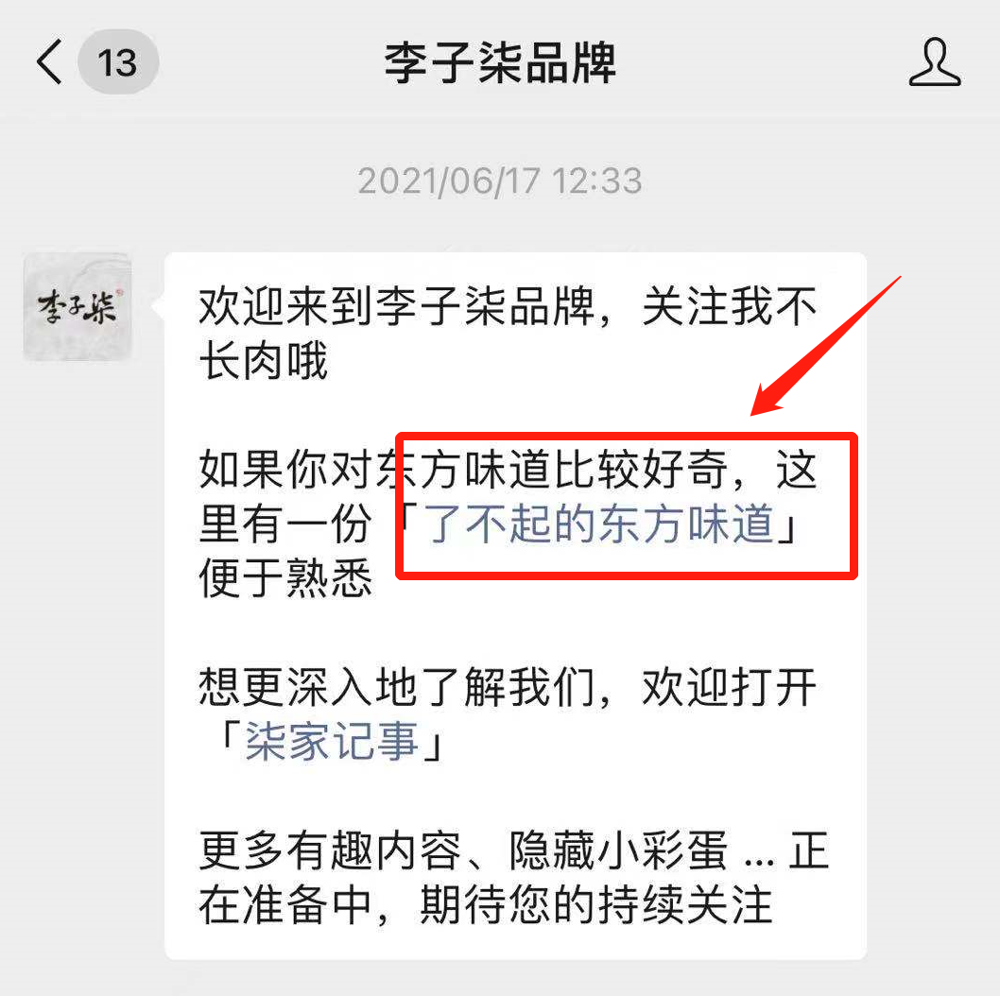 13
李子柒品牌
2021/06/17 12:33
李子柒
欢迎来到李子柒品牌，关注我不
长肉哦
如果你对东方味道比较好奇，这
里有一份「了不起的东方味道」
便于熟悉
想更深入地了解我们，欢迎打开
「柒家记事」
更多有趣内容、隐藏小彩蛋 ... 正
在准备中，期待您的持续关注